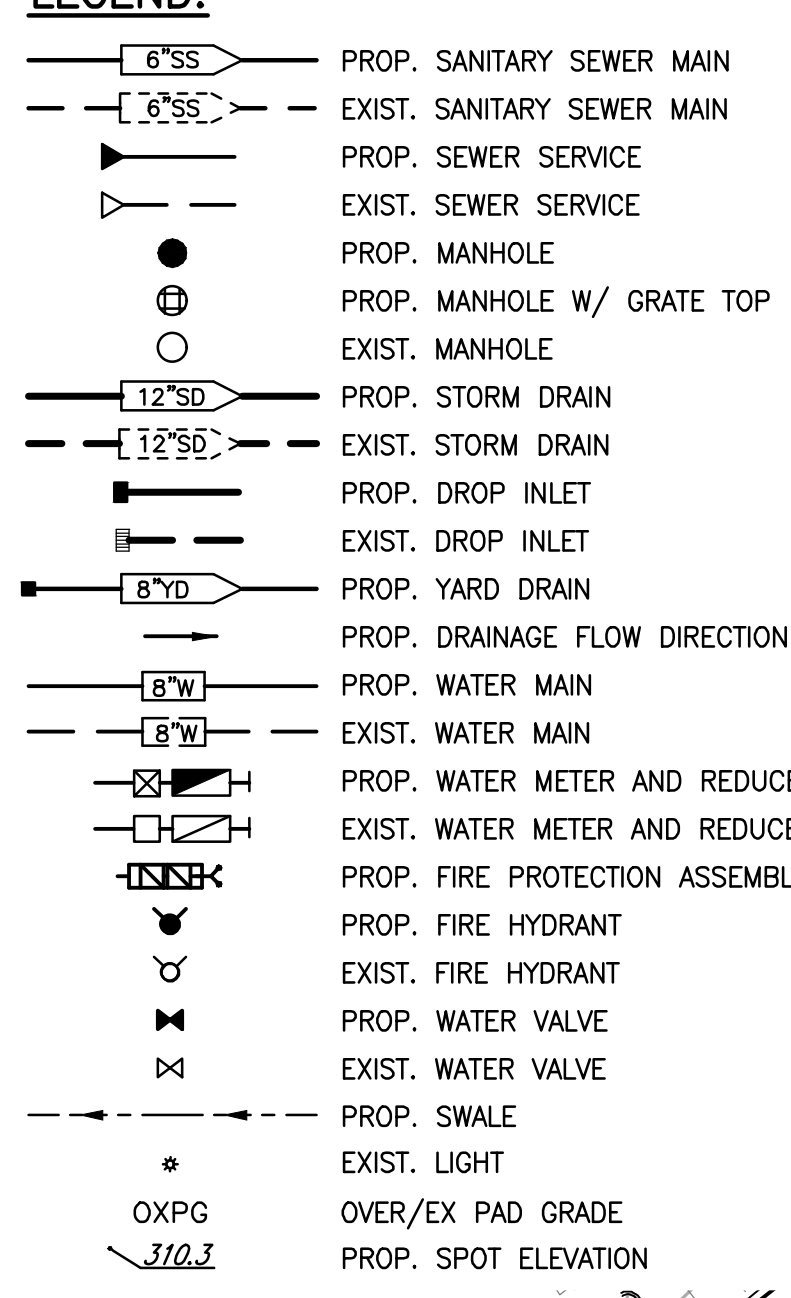 LEGEND:
6"SS PROP. SANITARY SEWER MAIN
6"SS EXIST. SANITARY SEWER MAIN
PROP. SEWER SERVICE
EXIST. SEWER SERVICE
PROP. MANHOLE
PROP. MANHOLE W/ GRATE TOP
EXIST. MANHOLE
12"SD PROP. STORM DRAIN
12"SD EXIST. STORM DRAIN
PROP. DROP INLET
EXIST. DROP INLET
8"YD PROP. YARD DRAIN
PROP. DRAINAGE FLOW DIRECTION
8"W PROP. WATER MAIN
8"W EXIST. WATER MAIN
PROP. WATER METER AND REDUCE
EXIST. WATER METER AND REDUCE
PROP. FIRE PROTECTION ASSEMBL
PROP. FIRE HYDRANT
EXIST. FIRE HYDRANT
PROP. WATER VALVE
EXIST. WATER VALVE
PROP. SWALE
EXIST. LIGHT
OXPG OVER/EX PAD GRADE
310.3 PROP. SPOT ELEVATION